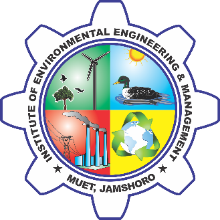 INSTITUTE OF ENVIRONMENTAL ENGINEERING & MANAGEMENT
★ MUET, JAMSHORO ★